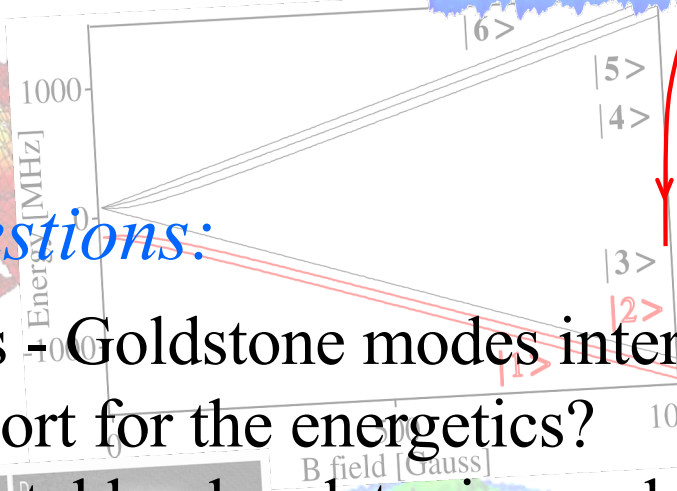 |6>
1000
|5>
|4>
Energy [MHz]
0
stions:
|3>
|2>
s - Goldstone modes inter
-1000
|1>
ort for the energetics?
0
B field [Gauss]